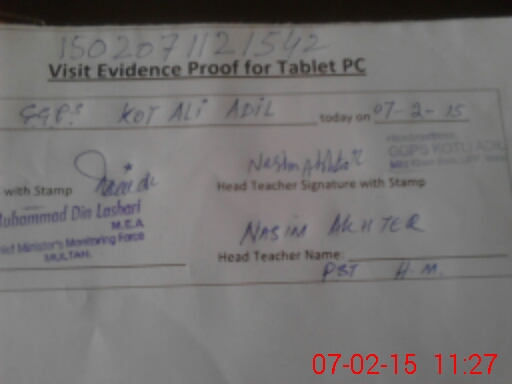 1502071121542
Visit Evidence Proof for Tablet PC
G.G.P.S KOT ALi ADIL today on 07-2-15
GGPS KOTLI ADIL
with Stamp
Head Teacher Signature with Stamp
Muhammad Din Lashari
M.E.A
Chief Minister's Monitoring Force
MULTAN.
NASIM AKHTER
Head Teacher Name:
PST H.M.
07-02-15 11:27